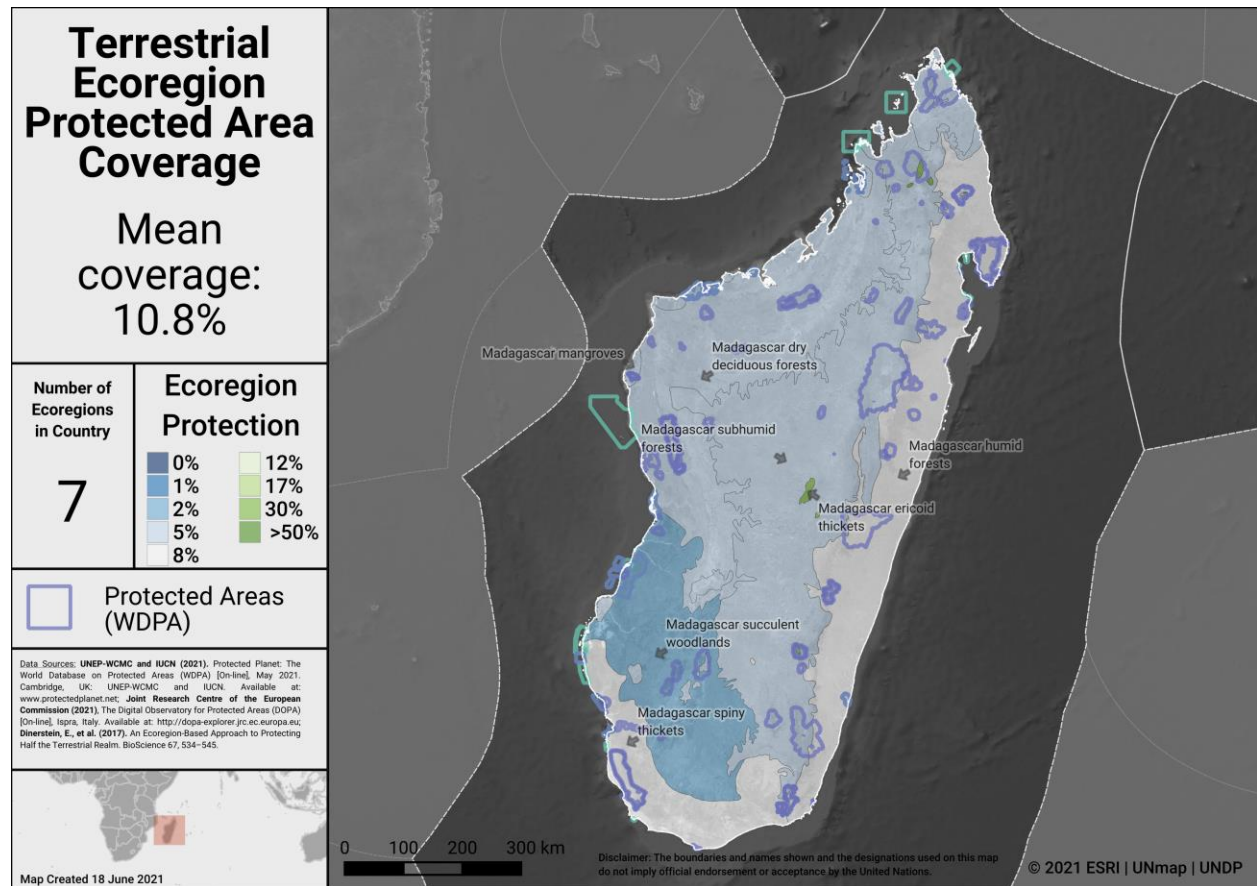 Terrestrial
Ecoregion
Protected Area
Coverage
Mean
coverage:
10.8%
Number of
Ecoregions
in Country
7
Ecoregion
Protection
0%
1%
2%
5%
8%
12%
17%
30%
>50%
Protected Areas
(WDPA)
Data Sources: UNEP-WCMC and IUCN (2021). Protected Planet: The
World Database on Protected Areas (WDPA) [On-line], May 2021.
Cambridge, UK: UNEP-WCMC and IUCN. Available at:
www.protectedplanet.net; Joint Research Centre of the European
Commission (2021), The Digital Observatory for Protected Areas (DOPA)
[On-line], Ispra, Italy. Available at: http://dopa-explorer.jrc.ec.europa.eu;
Dinerstein, E., et al. (2017). An Ecoregion-Based Approach to Protecting
Half the Terrestrial Realm. BioScience 67, 534–545.
Map Created 18 June 2021
Madagascar mangroves
Madagascar dry
deciduous forests
Madagascar subhumid
forests
Madagascar humid
forests
Madagascar ericoid
thickets
Madagascar succulent
woodlands
Madagascar spiny
thickets
0 100 200 300 km
Disclaimer: The boundaries and names shown and the designations used on this map
do not imply official endorsement or acceptance by the United Nations.
© 2021 ESRI | UNmap | UNDP